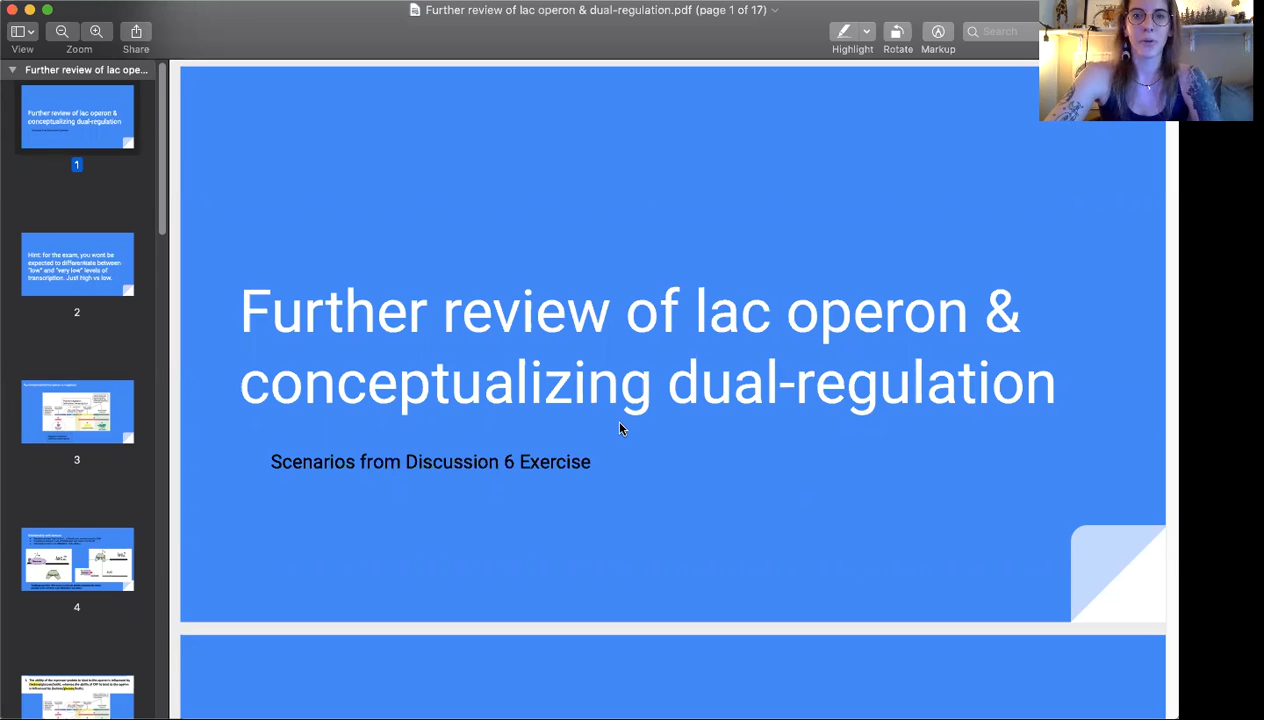 Further review of lac operon & dual-regulation.pdf (page 1 of 17)
View
Zoom
Share
Highlight
Rotate
Markup
Search
Further review of lac ope...
Further review of lac operon &
conceptualizing dual-regulation
1
Hint: for the exam, you wont be
expected to differentiate between
"low" and "very low" levels of
transcription. Just high vs low.
2
3
4
Further review of lac operon &
conceptualizing dual-regulation
Scenarios from Discussion 6 Exercise